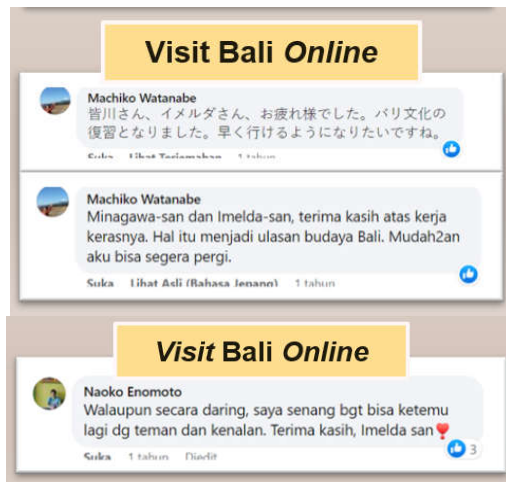 Visit Bali Online
Machiko Watanabe
皆川さん、イメルダさん、お疲れ様でした。バリ文化の
復習となりました。早く行けるようになりたいですね。
Suka Lihat Terjemahan 1 tahun
Machiko Watanabe
Minagawa-san dan Imelda-san, terima kasih atas kerja
kerasnya. Hal itu menjadi ulasan budaya Bali. Mudah2an
aku bisa segera pergi.
Suka Lihat Asli (Bahasa Jepang) 1 tahun
Visit Bali Online
Naoko Enomoto
Walaupun secara daring, saya senang bgt bisa ketemu
lagi dg teman dan kenalan. Terima kasih, Imelda san❣
3
Suka 1 tahun Diedit